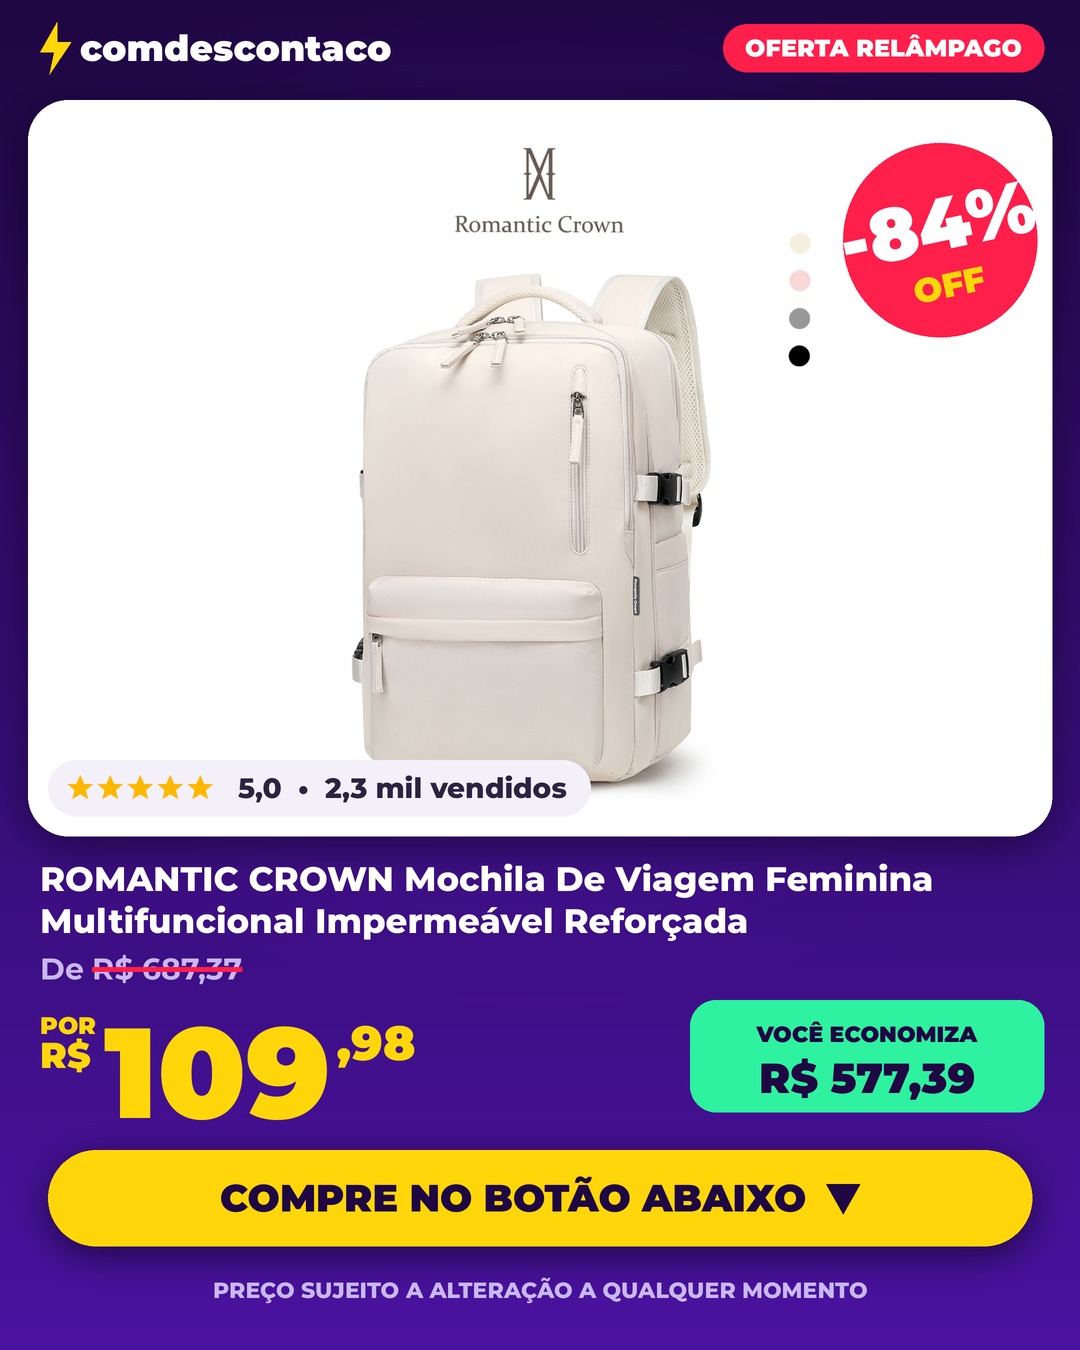 comdescontaco
OFERTA RELÂMPAGO
Romantic Crown
-84%
OFF
5,0 • 2,3 mil vendidos
ROMANTIC CROWN Mochila De Viagem Feminina
Multifuncional Impermeável Reforçada
De R$ 687,37
POR
R$ 109,98
VOCÊ ECONOMIZA
R$ 577,39
COMPRE NO BOTÃO ABAIXO ▼
PREÇO SUJEITO A ALTERAÇÃO A QUALQUER MOMENTO